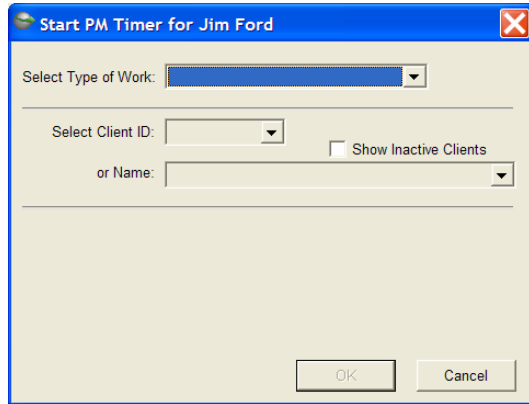 Start PM Timer for Jim Ford
Select Type of Work:
Select Client ID:
Show Inactive Clients
or Name:
OK
Cancel